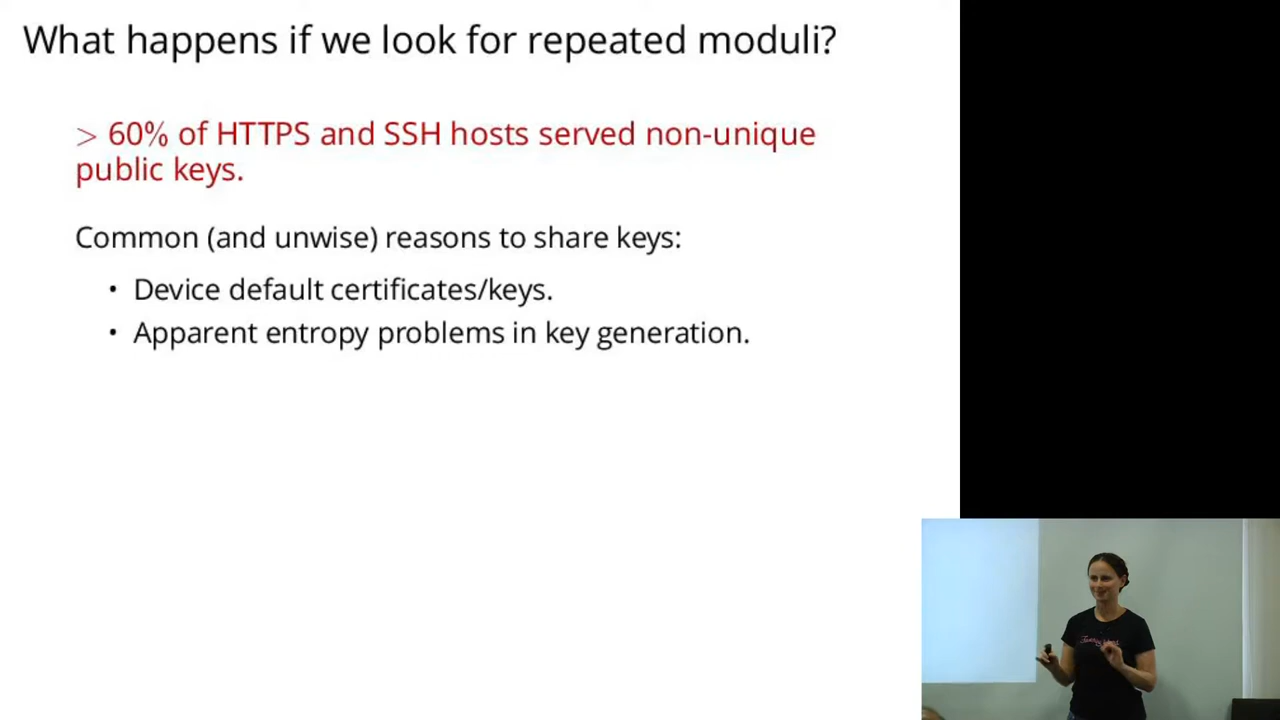 What happens if we look for repeated moduli?
> 60% of HTTPS and SSH hosts served non-unique
public keys.
Common (and unwise) reasons to share keys:
• Device default certificates/keys.
• Apparent entropy problems in key generation.